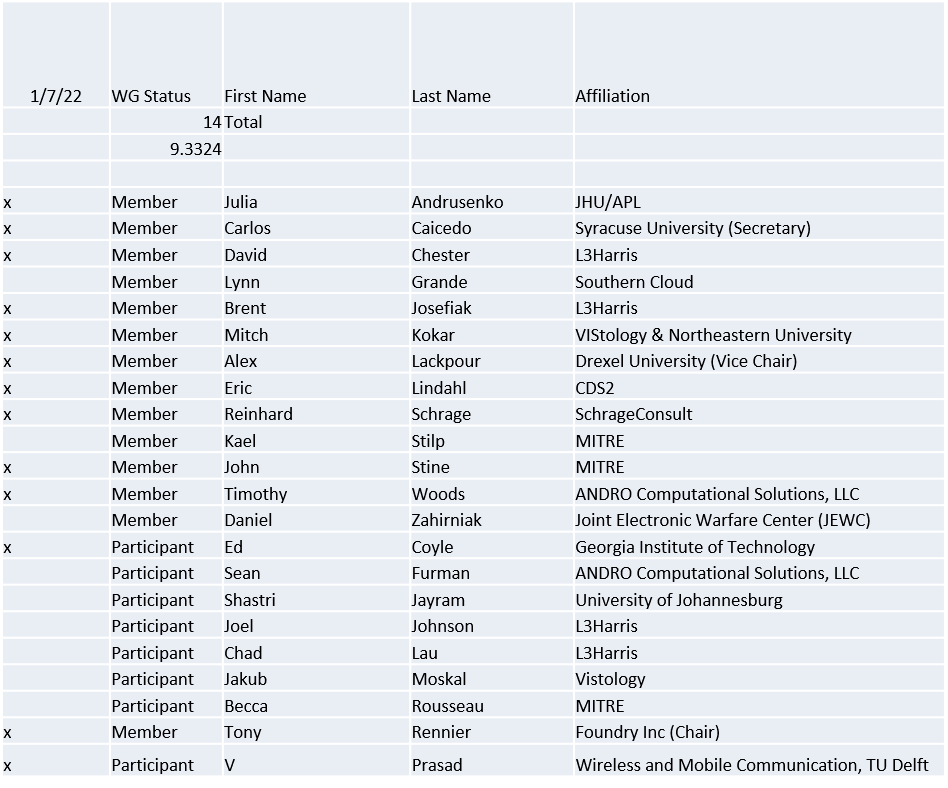 1/7/22 WG Status First Name Last Name Affiliation
14 Total
9.3324
x Member Julia Andrusenko JHU/APL
x Member Carlos Caicedo Syracuse University (Secretary)
x Member David Chester L3Harris
Member Lynn Grande Southern Cloud
x Member Brent Josefiak L3Harris
x Member Mitch Kokar VIStology & Northeastern University
x Member Alex Lackpour Drexel University (Vice Chair)
x Member Eric Lindahl CDS2
x Member Reinhard Schrage SchrageConsult
Member Kael Stilp MITRE
x Member John Stine MITRE
x Member Timothy Woods ANDRO Computational Solutions, LLC
Member Daniel Zahirniak Joint Electronic Warfare Center (JEWC)
x Participant Ed Coyle Georgia Institute of Technology
Participant Sean Furman ANDRO Computational Solutions, LLC
Participant Shastri Jayram University of Johannesburg
Participant Joel Johnson L3Harris
Participant Chad Lau L3Harris
Participant Jakub Moskal Vistology
Participant Becca Rousseau MITRE
x Member Tony Rennier Foundry Inc (Chair)
x Participant V Prasad Wireless and Mobile Communication, TU Delft